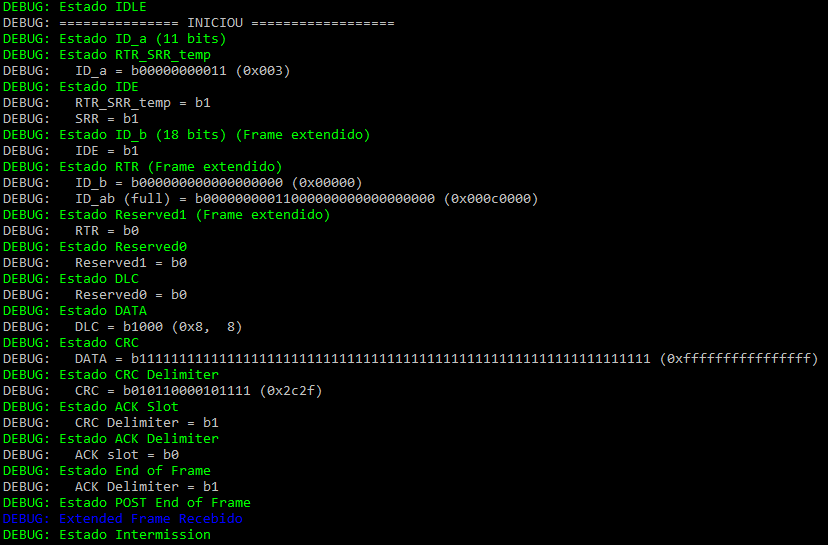 DEBUG: Estado IDLE
DEBUG: =============== INICIOU ==================
DEBUG: Estado ID_a (11 bits)
DEBUG: Estado RTR_SRR_temp
DEBUG:   ID_a = b00000000011 (0x003)
DEBUG: Estado IDE
DEBUG:   RTR_SRR_temp = b1
DEBUG:   SRR = b1
DEBUG: Estado ID_b (18 bits) (Frame extendido)
DEBUG:   IDE = b1
DEBUG: Estado RTR (Frame extendido)
DEBUG:   ID_b = b000000000000000000 (0x00000)
DEBUG:   ID_ab (full) = b00000000011000000000000000000 (0x000c0000)
DEBUG: Estado Reserved1 (Frame extendido)
DEBUG:   RTR = b0
DEBUG: Estado Reserved0
DEBUG:   Reserved1 = b0
DEBUG: Estado DLC
DEBUG:   Reserved0 = b0
DEBUG: Estado DATA
DEBUG:   DLC = b1000 (0x8,  8)
DEBUG: Estado CRC
DEBUG:   DATA = b1111111111111111111111111111111111111111111111111111111111111111 (0xffffffffffffffff)
DEBUG: Estado CRC Delimiter
DEBUG:   CRC = b010110000101111 (0x2c2f)
DEBUG: Estado ACK Slot
DEBUG:   CRC Delimiter = b1
DEBUG: Estado ACK Delimiter
DEBUG:   ACK slot = b0
DEBUG: Estado End of Frame
DEBUG:   ACK Delimiter = b1
DEBUG: Estado POST End of Frame
DEBUG: Extended Frame Recebido
DEBUG: Estado Intermission